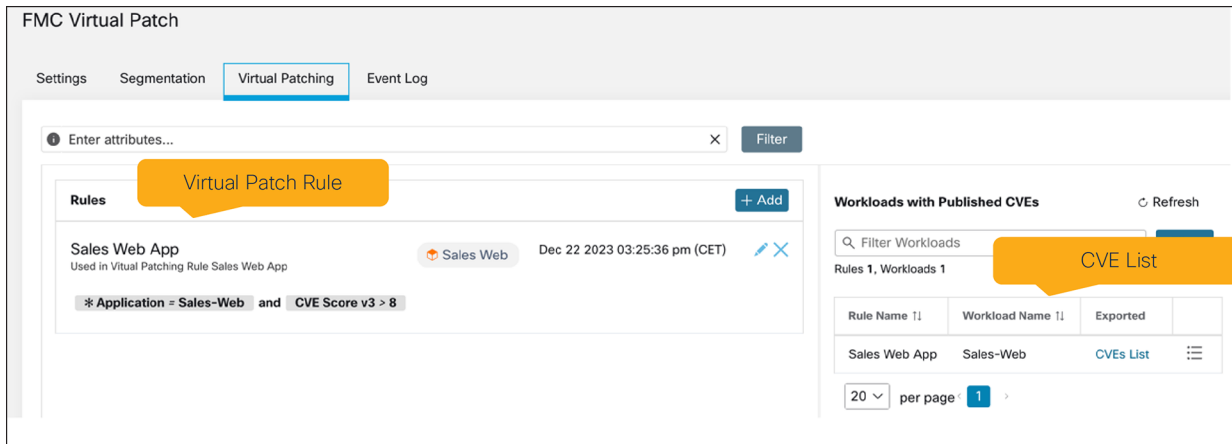 FMC Virtual Patch
Settings Segmentation Virtual Patching Event Log
Enter attributes... Filter
Virtual Patch Rule
Rules + Add
Sales Web App Sales Web Dec 22 2023 03:25:36 pm (CET)
Used in Vitual Patching Rule Sales Web App
* Application = Sales-Web and CVE Score v3 > 8
Workloads with Published CVEs Refresh
Filter Workloads
CVE List
Rules 1, Workloads 1
Rule Name Workload Name Exported
Sales Web App Sales-Web CVEs List
20 per page 1